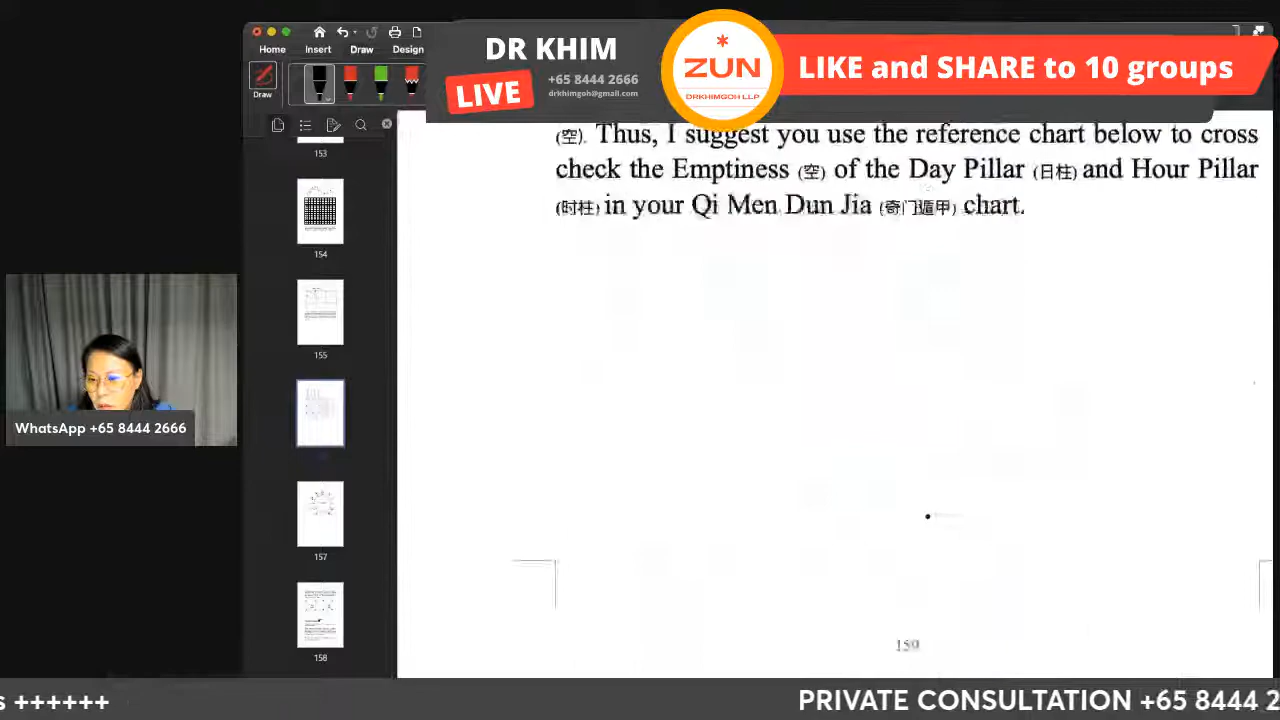 DR KHIM
LIVE
+65 8444 2666
drkhimgoh@gmail.com
ZUN
DRKHIMGOH LLP
LIKE and SHARE to 10 groups
Home Insert Draw Design
Draw
153
154
155
157
158
(空). Thus, I suggest you use the reference chart below to cross
check the Emptiness (空) of the Day Pillar (日柱) and Hour Pillar
(时柱) in your Qi Men Dun Jia (奇门遁甲) chart.
WhatsApp +65 8444 2666
S ++++++
PRIVATE CONSULTATION +65 8444 2